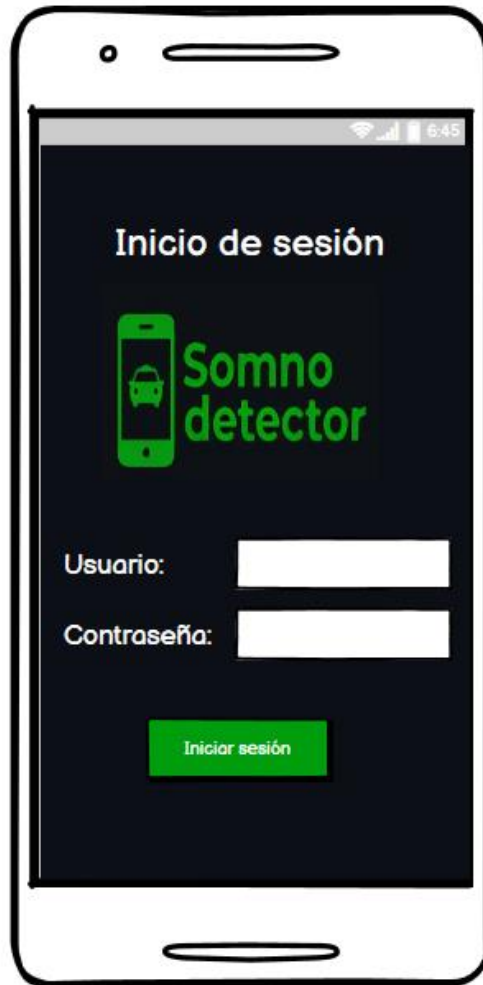 6:45
Inicio de sesión
Somno
detector
Usuario:
Contraseña:
Iniciar sesión